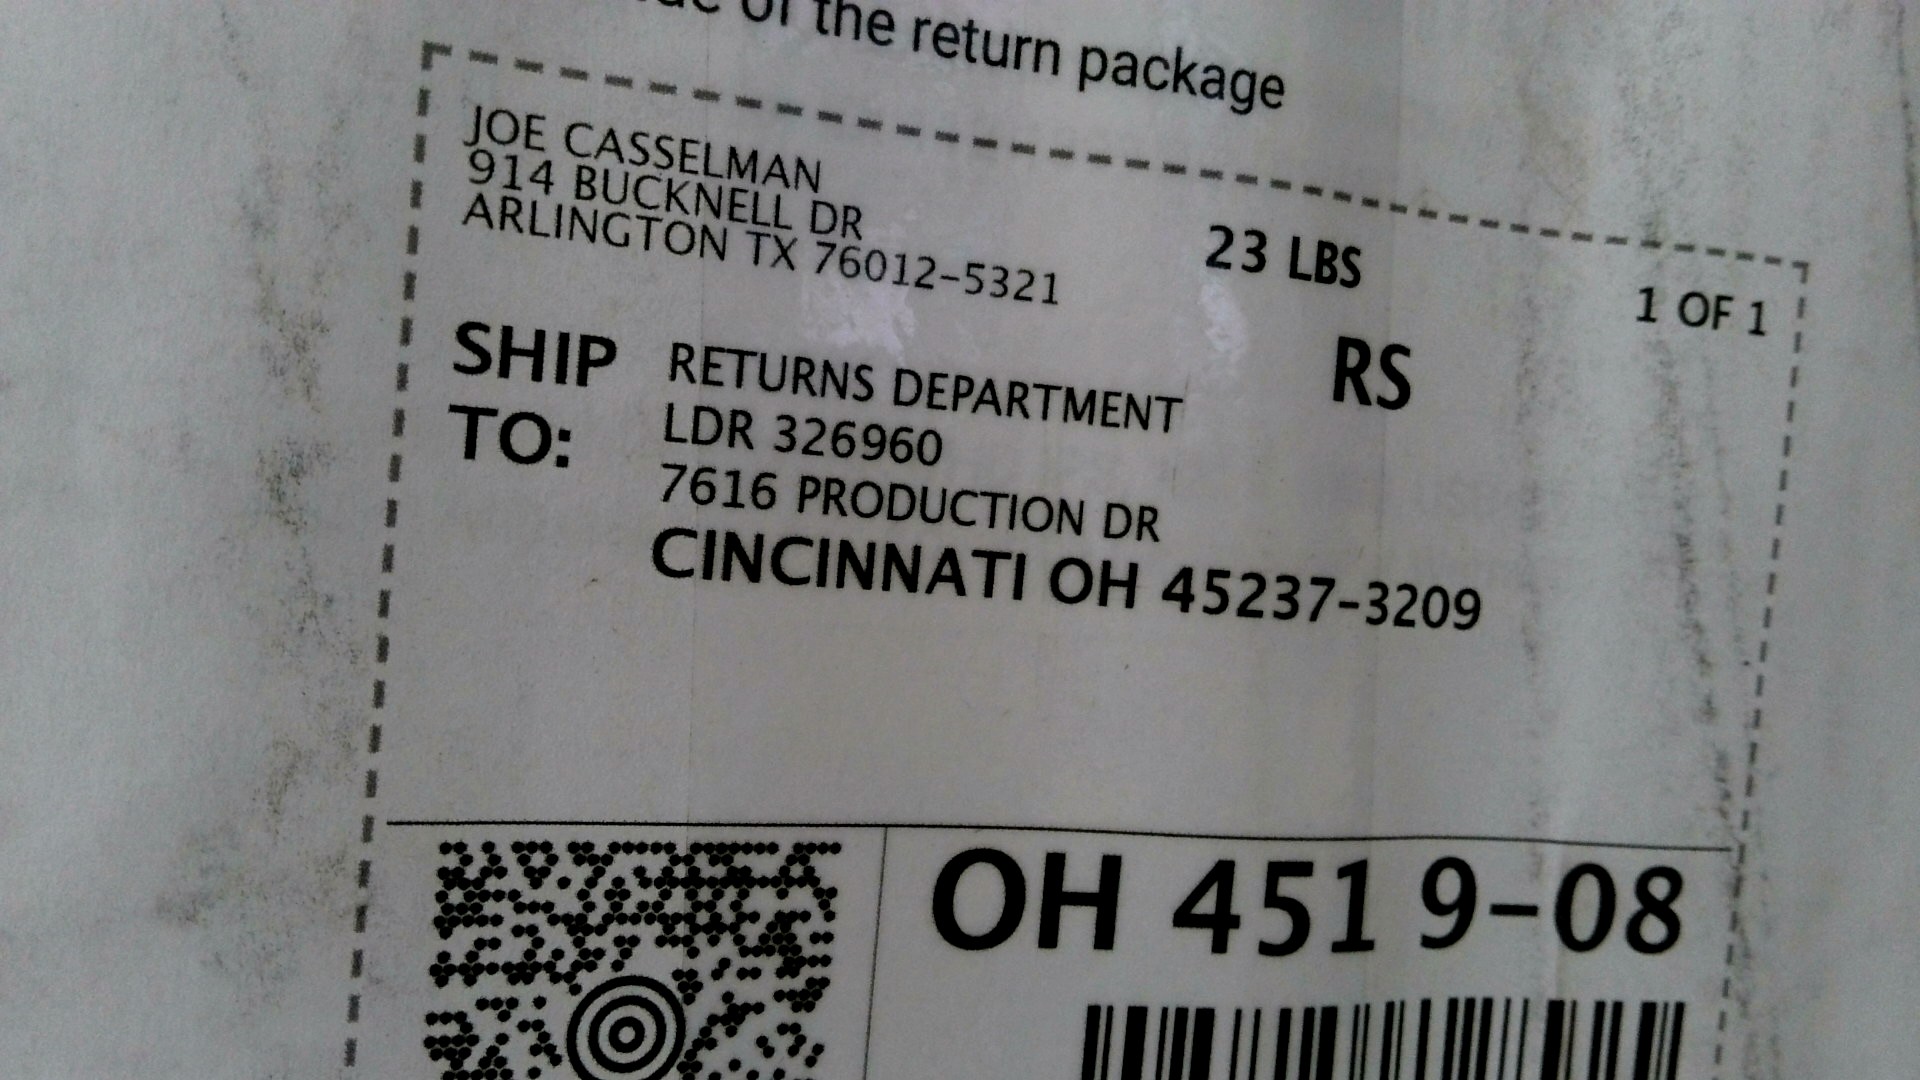 of the return package
JOE CASSELMAN
914 BUCKNELL DR
ARLINGTON TX 76012-5321
23 LBS
1 OF 1
RS
SHIP TO:
RETURNS DEPARTMENT
LDR 326960
7616 PRODUCTION DR
CINCINNATI OH 45237-3209
OH 451 9-08